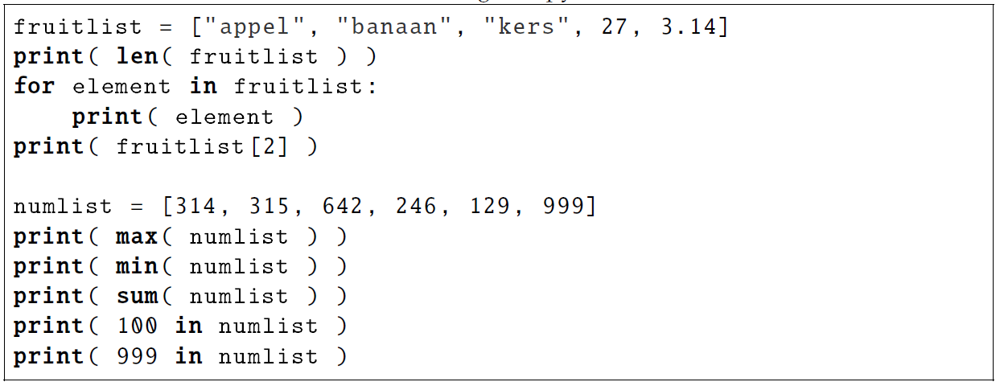 fruitlist = ["appel", "banaan", "kers", 27, 3.14]
print( len( fruitlist ) )
for element in fruitlist:
    print( element )
print( fruitlist[2] )

numlist = [314, 315, 642, 246, 129, 999]
print( max( numlist ) )
print( min( numlist ) )
print( sum( numlist ) )
print( 100 in numlist )
print( 999 in numlist )